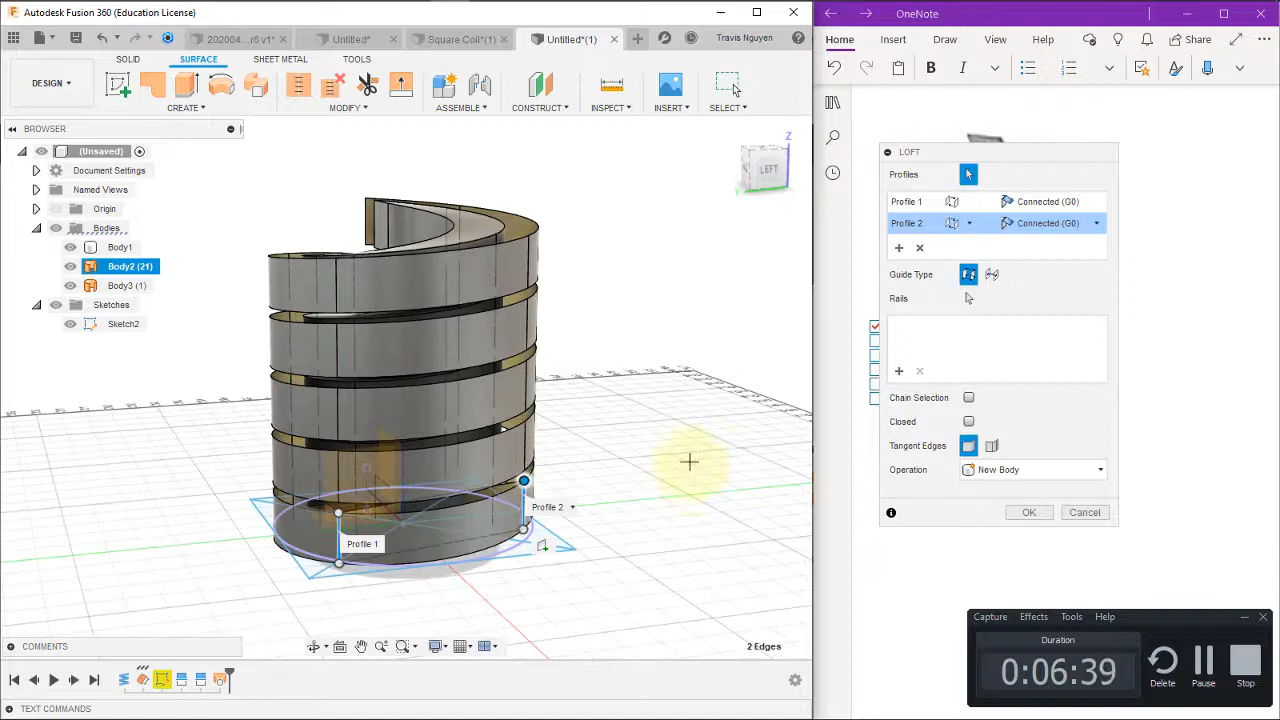 Autodesk Fusion 360 (Education License)
202004...r6 v1*
Untitled*
Square Coil*(1)
Untitled*(1)
Travis Nguyen
SOLID
SURFACE
SHEET METAL
TOOLS
DESIGN
CREATE
MODIFY
ASSEMBLE
CONSTRUCT
INSPECT
INSERT
SELECT
BROWSER
(Unsaved)
Document Settings
Named Views
Origin
Bodies
Body1
Body2 (21)
Body3 (1)
Sketches
Sketch2
Z
LEFT
Profile 2
Profile 1
COMMENTS
2 Edges
TEXT COMMANDS
OneNote
Home
Insert
Draw
View
Help
Share
B
I
LOFT
Profiles
Profile 1
Connected (G0)
Profile 2
Connected (G0)
Guide Type
Rails
Chain Selection
Closed
Tangent Edges
Operation
New Body
OK
Cancel
Capture
Effects
Tools
Help
Duration
0:06:39
Delete
Pause
Stop